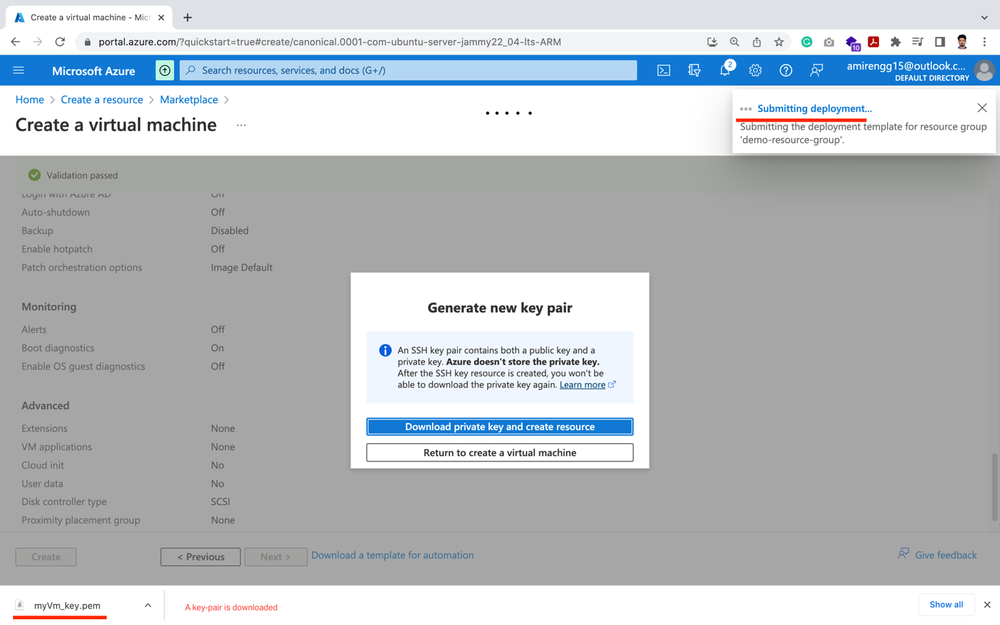 Create a virtual machine - Micr
portal.azure.com/?quickstart=true#create/canonical.0001-com-ubuntu-server-jammy22_04-lts-ARM
10
Microsoft Azure
Search resources, services, and docs (G+/)
2
amirengg15@outlook.c...
DEFAULT DIRECTORY
Home > Create a resource > Marketplace >
Create a virtual machine ...
Submitting deployment...
Submitting the deployment template for resource group
'demo-resource-group'.
Validation passed
Login with Azure AD Off
Auto-shutdown Off
Backup Disabled
Enable hotpatch Off
Patch orchestration options Image Default
Monitoring
Alerts Off
Boot diagnostics On
Enable OS guest diagnostics Off
Advanced
Extensions None
VM applications None
Cloud init No
User data No
Disk controller type SCSI
Proximity placement group None
Generate new key pair
An SSH key pair contains both a public key and a
private key. Azure doesn't store the private key.
After the SSH key resource is created, you won't be
able to download the private key again. Learn more
Download private key and create resource
Return to create a virtual machine
Create
< Previous
Next >
Download a template for automation
Give feedback
myVm_key.pem
A key-pair is downloaded
Show all